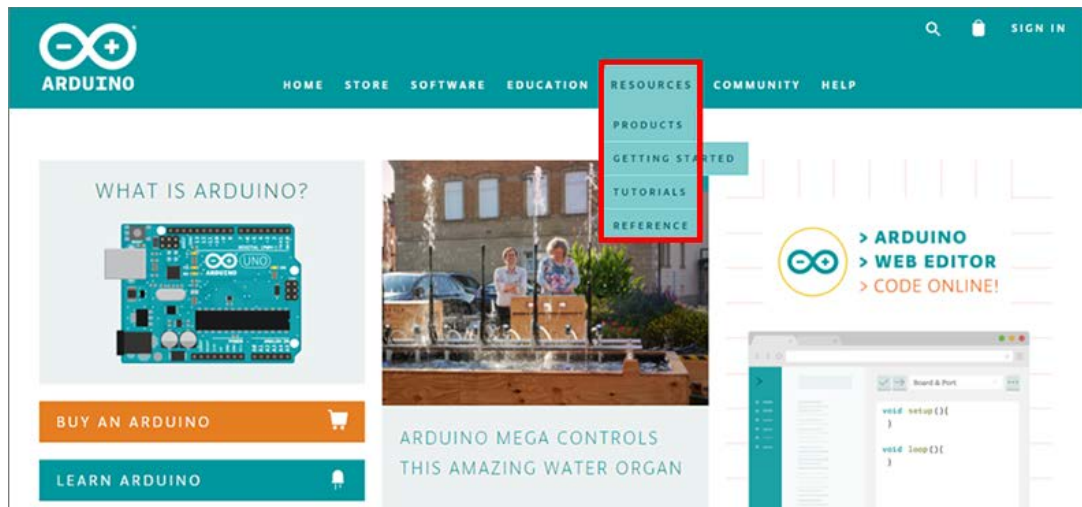 SIGN IN
ARDUINO
HOME STORE SOFTWARE EDUCATION RESOURCES COMMUNITY HELP
PRODUCTS
GETTING STARTED
TUTORIALS
REFERENCE
WHAT IS ARDUINO?
UNO
ARDUINO
BUY AN ARDUINO
LEARN ARDUINO
ARDUINO MEGA CONTROLS
THIS AMAZING WATER ORGAN
> ARDUINO
> WEB EDITOR
> CODE ONLINE!
Board & Port
void setup(){
}
void loop(){
}